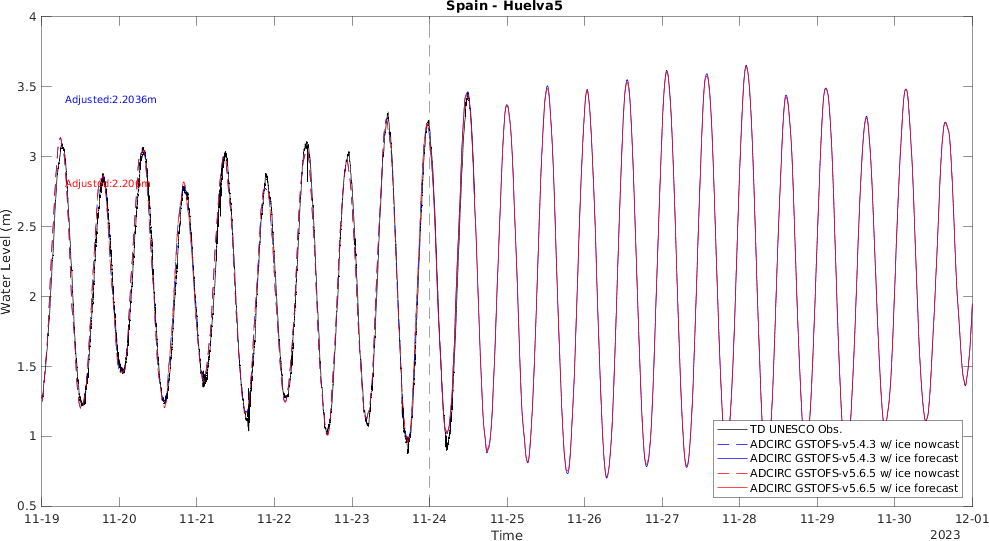 Spain - Huelva5
4
3.5
3
2.5
2
1.5
1
0.5
Water Level (m)
Adjusted:2.2036m
Adjusted:2.206m
TD UNESCO Obs.
ADCIRC GSTOFS-v5.4.3 w/ ice nowcast
ADCIRC GSTOFS-v5.4.3 w/ ice forecast
ADCIRC GSTOFS-v5.6.5 w/ ice nowcast
ADCIRC GSTOFS-v5.6.5 w/ ice forecast
11-19 11-20 11-21 11-22 11-23 11-24 11-25 11-26 11-27 11-28 11-29 11-30 12-01
Time
2023